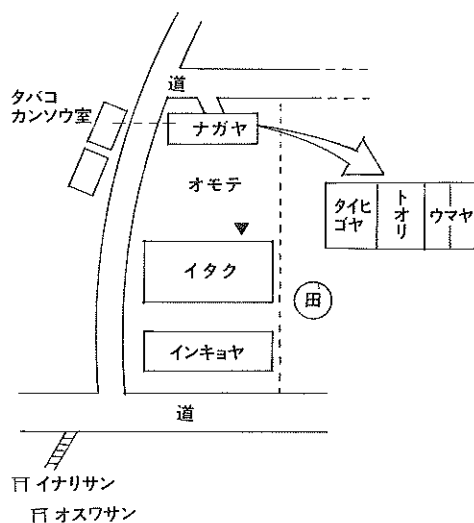 道
タバコ
カンソウ室
ナガヤ
オモテ
タイヒ
ゴヤ
トオリ
ウマヤ
イタク
田
インキョヤ
道
イナリサン
オスワサン